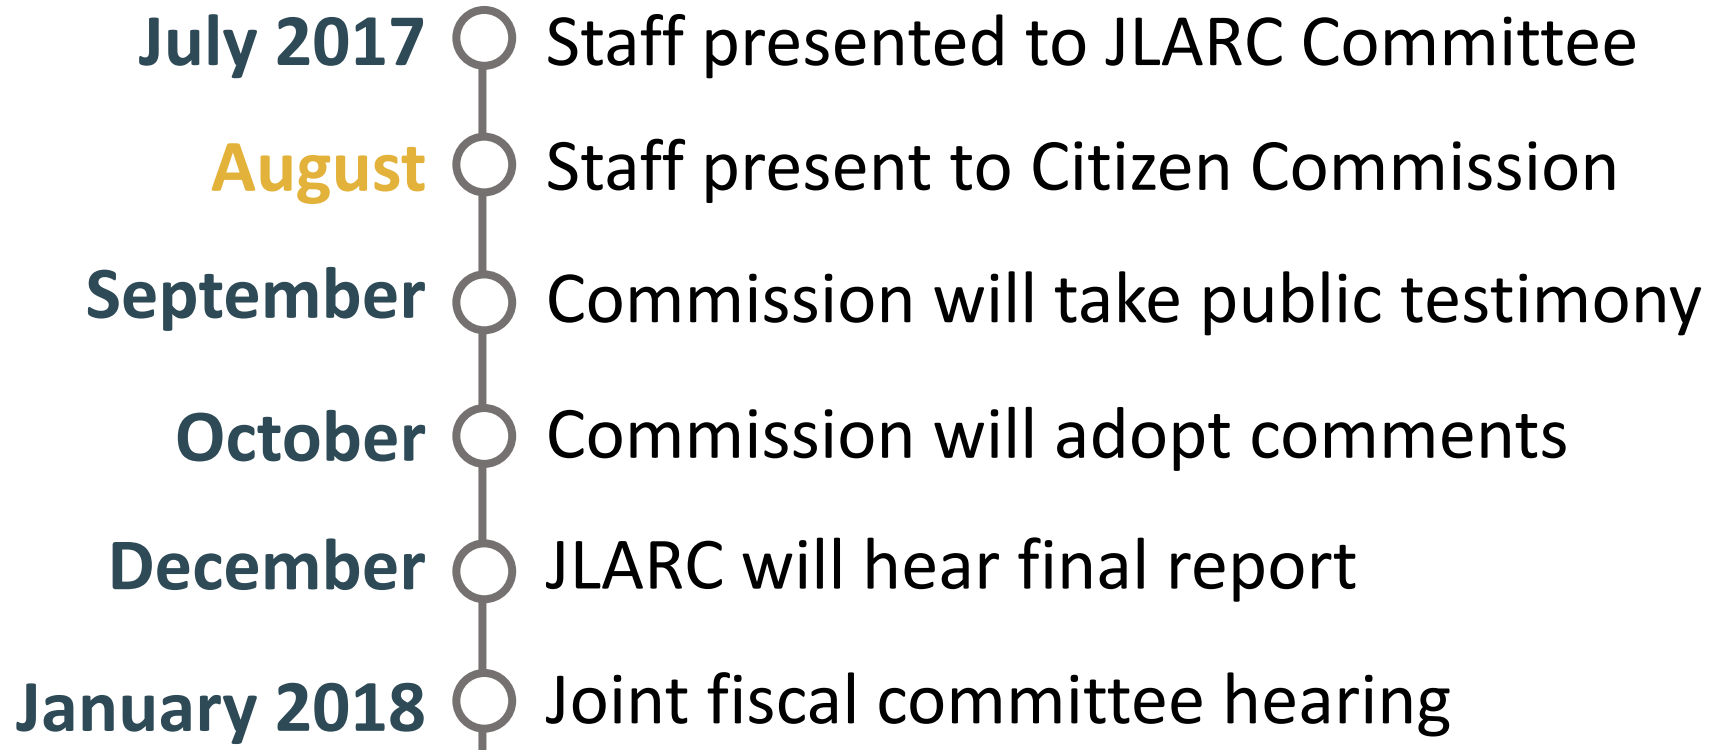 July 2017 Staff presented to JLARC Committee
August Staff present to Citizen Commission
September Commission will take public testimony
October Commission will adopt comments
December JLARC will hear final report
January 2018 Joint fiscal committee hearing